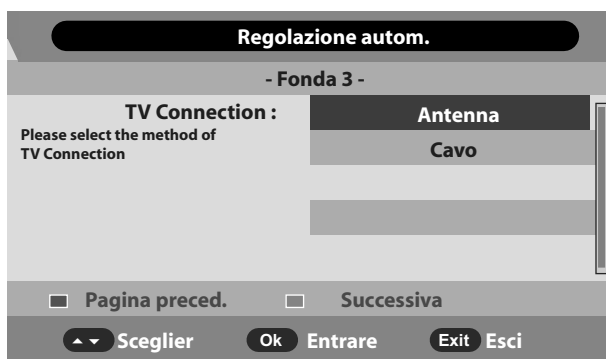 Regolazione autom.
- Fonda 3 -
TV Connection :
Please select the method of
TV Connection
Antenna
Cavo
Pagina preced.
Successiva
Sceglier
Ok Entrare
Exit Esci